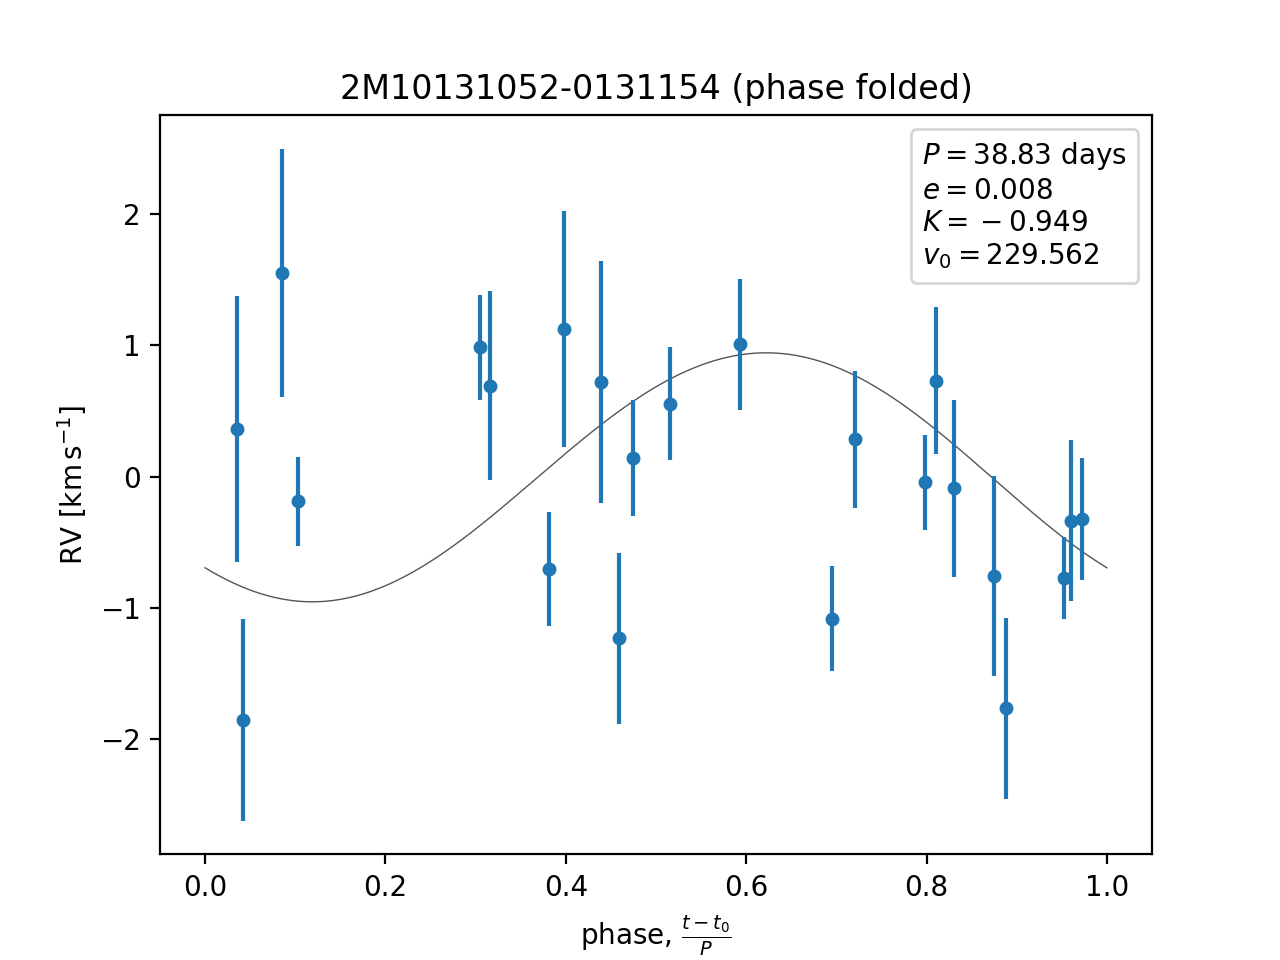 2M10131052-0131154 (phase folded)
P = 38.83 days
e = 0.008
K = −0.949
v₀ = 229.562
RV [km s⁻¹]
2
1
0
−1
−2
0.0 0.2 0.4 0.6 0.8 1.0
phase, (t − t₀)/P